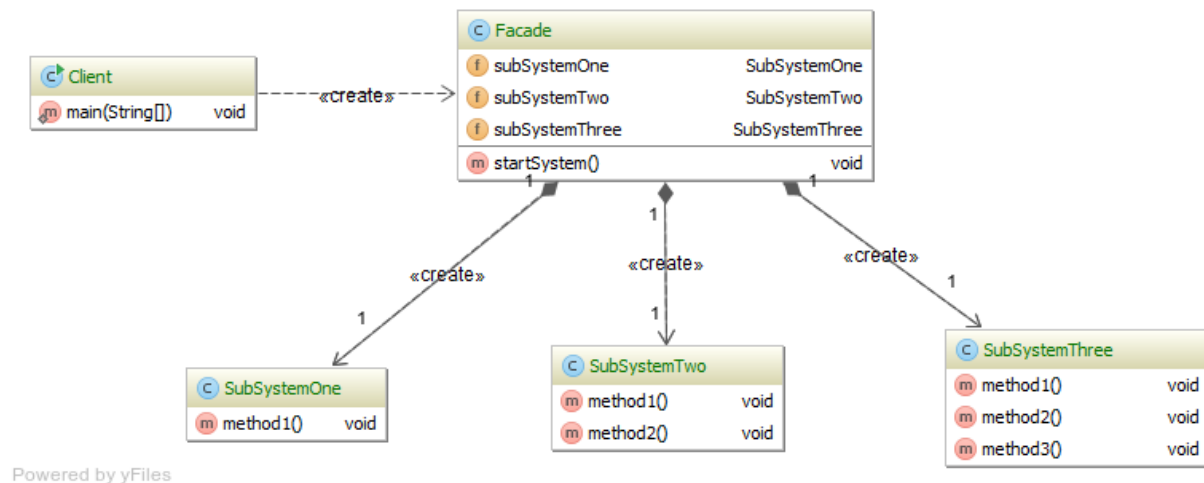 Client
main(String[]) void
«create»
Facade
subSystemOne SubSystemOne
subSystemTwo SubSystemTwo
subSystemThree SubSystemThree
startSystem() void
1
1
1
«create»
«create»
«create»
1
1
1
SubSystemOne
method1() void
SubSystemTwo
method1() void
method2() void
SubSystemThree
method1() void
method2() void
method3() void
Powered by yFiles